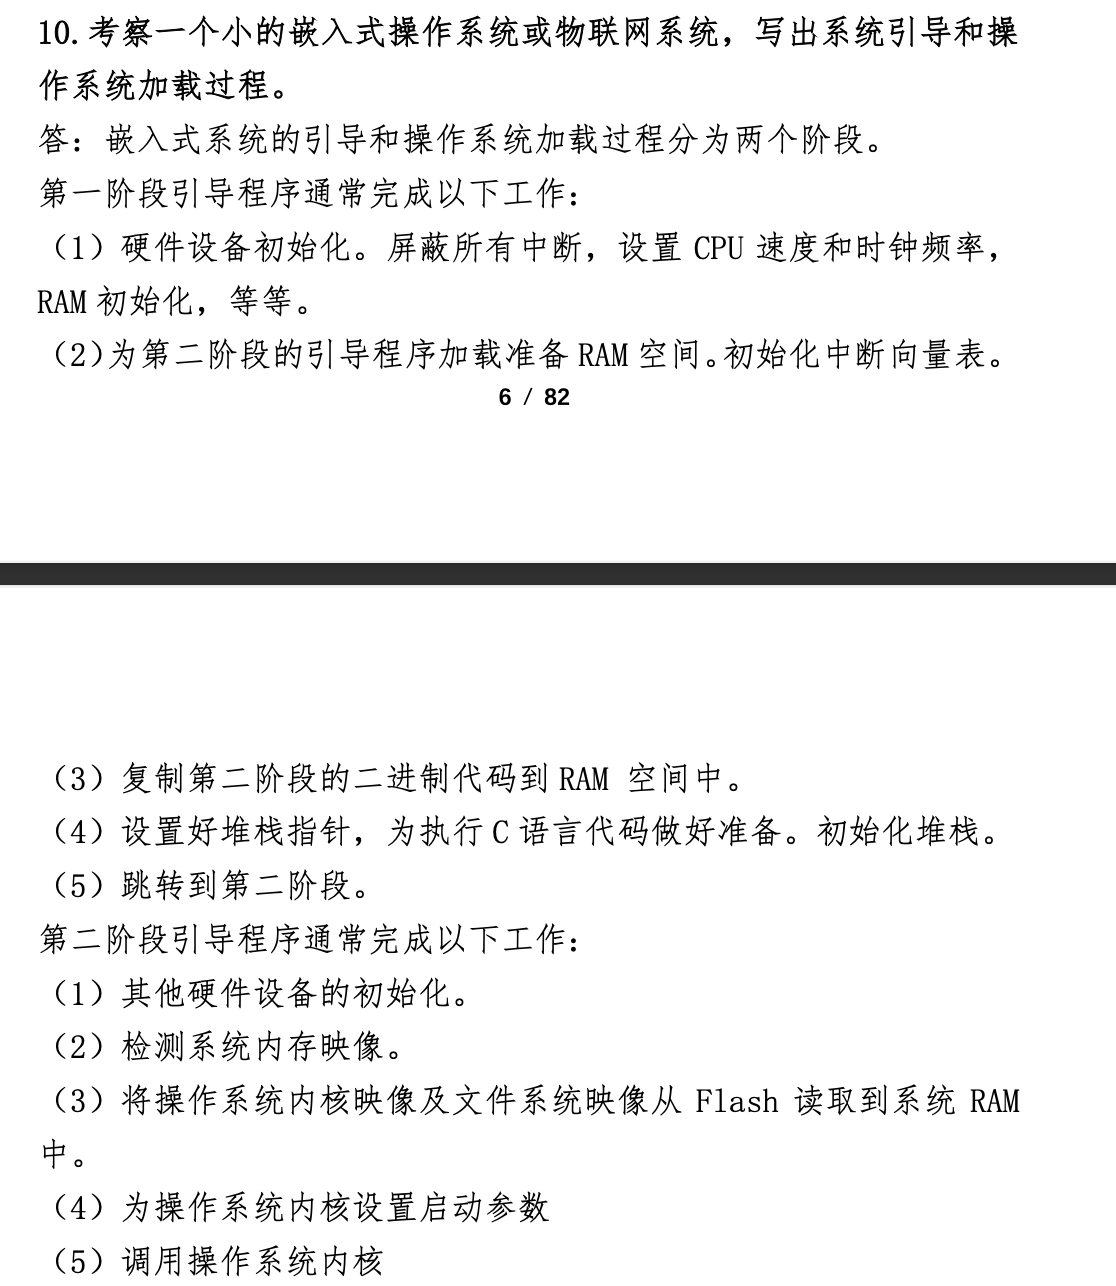 10.考察一个小的嵌入式操作系统或物联网系统，写出系统引导和操
作系统加载过程。
答：嵌入式系统的引导和操作系统加载过程分为两个阶段。
第一阶段引导程序通常完成以下工作：
（1）硬件设备初始化。屏蔽所有中断，设置 CPU 速度和时钟频率，
RAM 初始化，等等。
（2）为第二阶段的引导程序加载准备 RAM 空间。初始化中断向量表。
6 / 82
（3）复制第二阶段的二进制代码到 RAM 空间中。
（4）设置好堆栈指针，为执行 C 语言代码做好准备。初始化堆栈。
（5）跳转到第二阶段。
第二阶段引导程序通常完成以下工作：
（1）其他硬件设备的初始化。
（2）检测系统内存映像。
（3）将操作系统内核映像及文件系统映像从 Flash 读取到系统 RAM
中。
（4）为操作系统内核设置启动参数
（5）调用操作系统内核